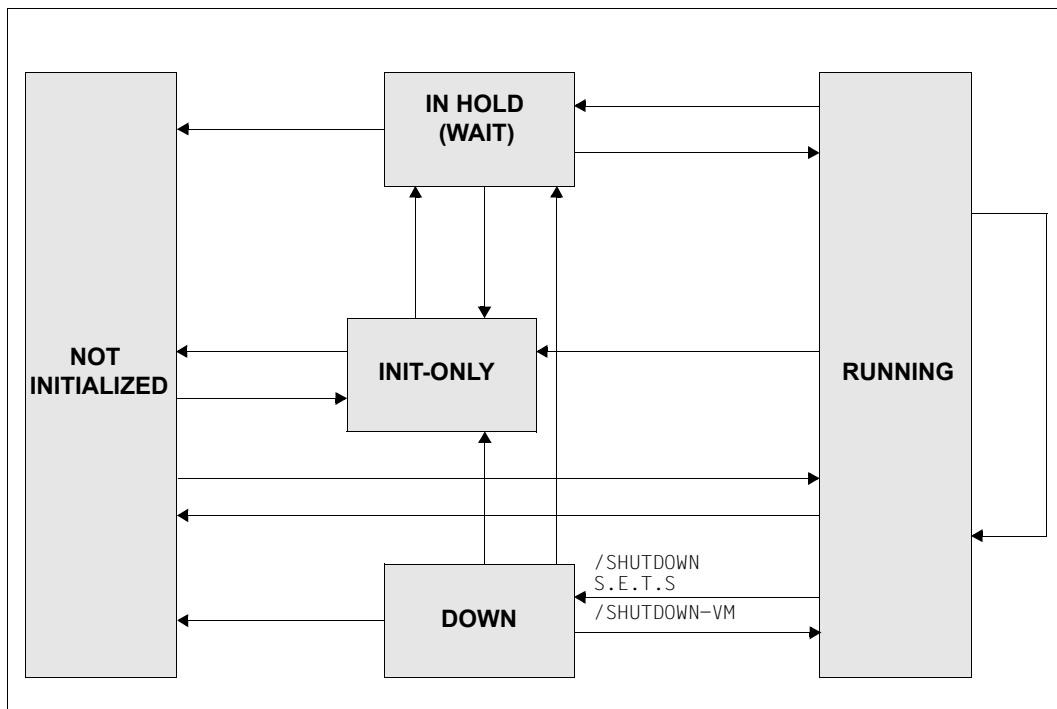 IN HOLD
(WAIT)
NOT
INITIALIZED
INIT-ONLY
RUNNING
/SHUTDOWN
S.E.T.S
/SHUTDOWN-VM
DOWN